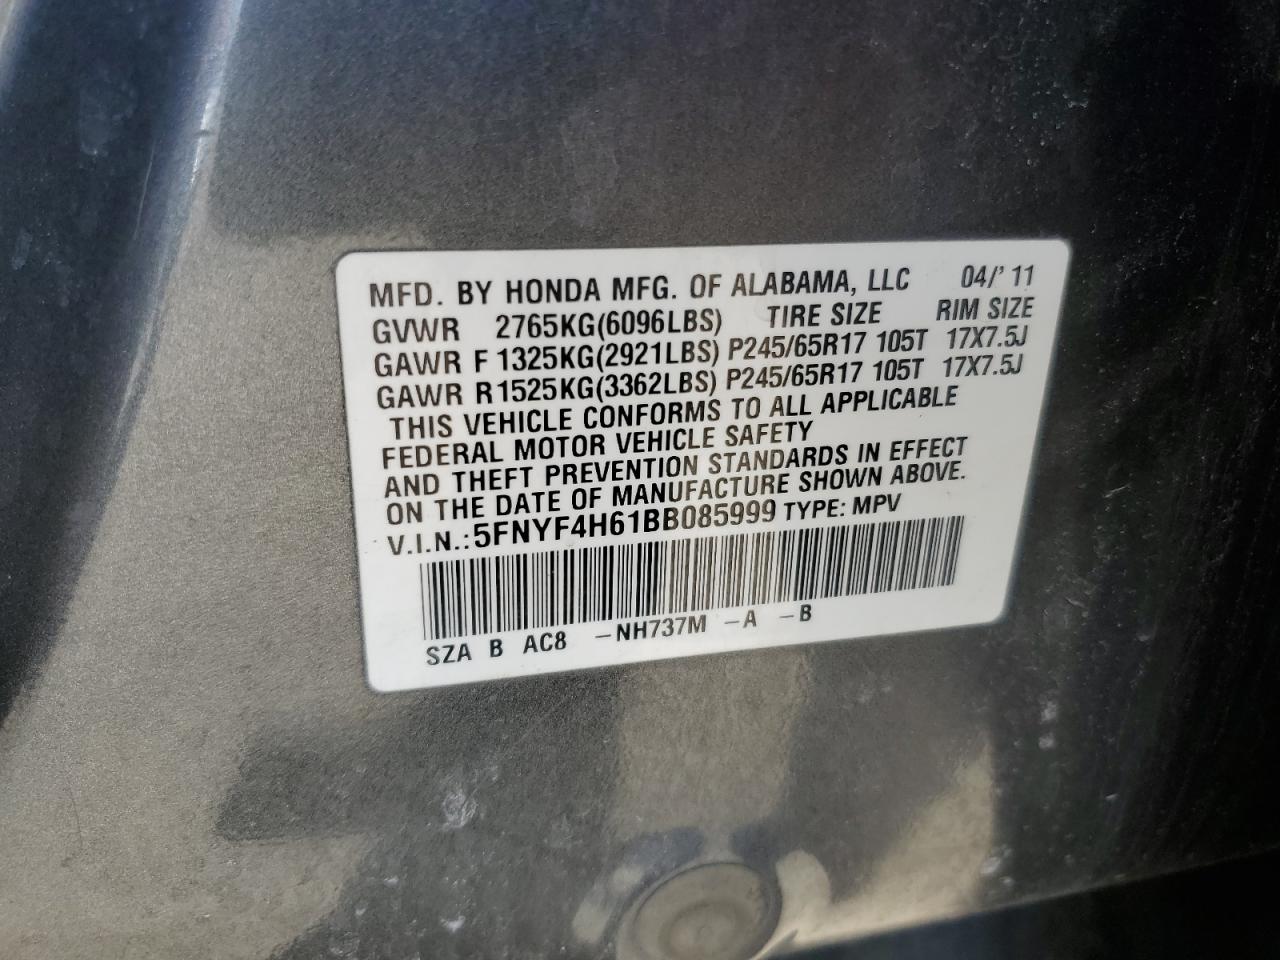 MFD. BY HONDA MFG. OF ALABAMA, LLC 04/'11
GVWR 2765KG(6096LBS) TIRE SIZE RIM SIZE
GAWR F 1325KG(2921LBS) P245/65R17 105T 17X7.5J
GAWR R 1525KG(3362LBS) P245/65R17 105T 17X7.5J
THIS VEHICLE CONFORMS TO ALL APPLICABLE
FEDERAL MOTOR VEHICLE SAFETY
AND THEFT PREVENTION STANDARDS IN EFFECT
ON THE DATE OF MANUFACTURE SHOWN ABOVE.
V.I.N.: 5FNYF4H61BB085999 TYPE: MPV
SZA B AC8 -NH737M -A -B